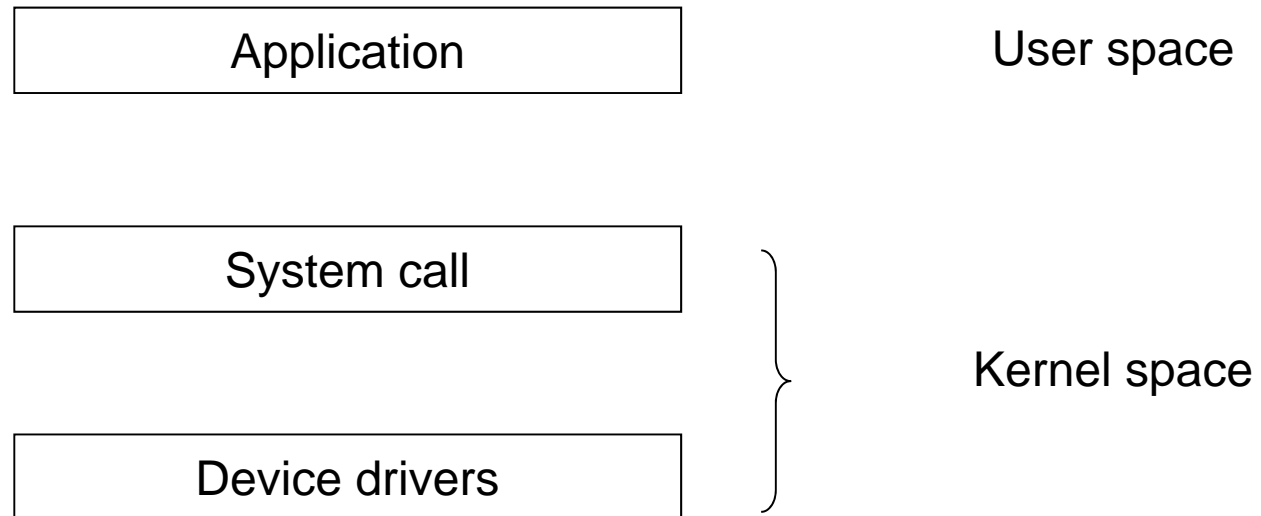 Application
User space
System call
Kernel space
Device drivers